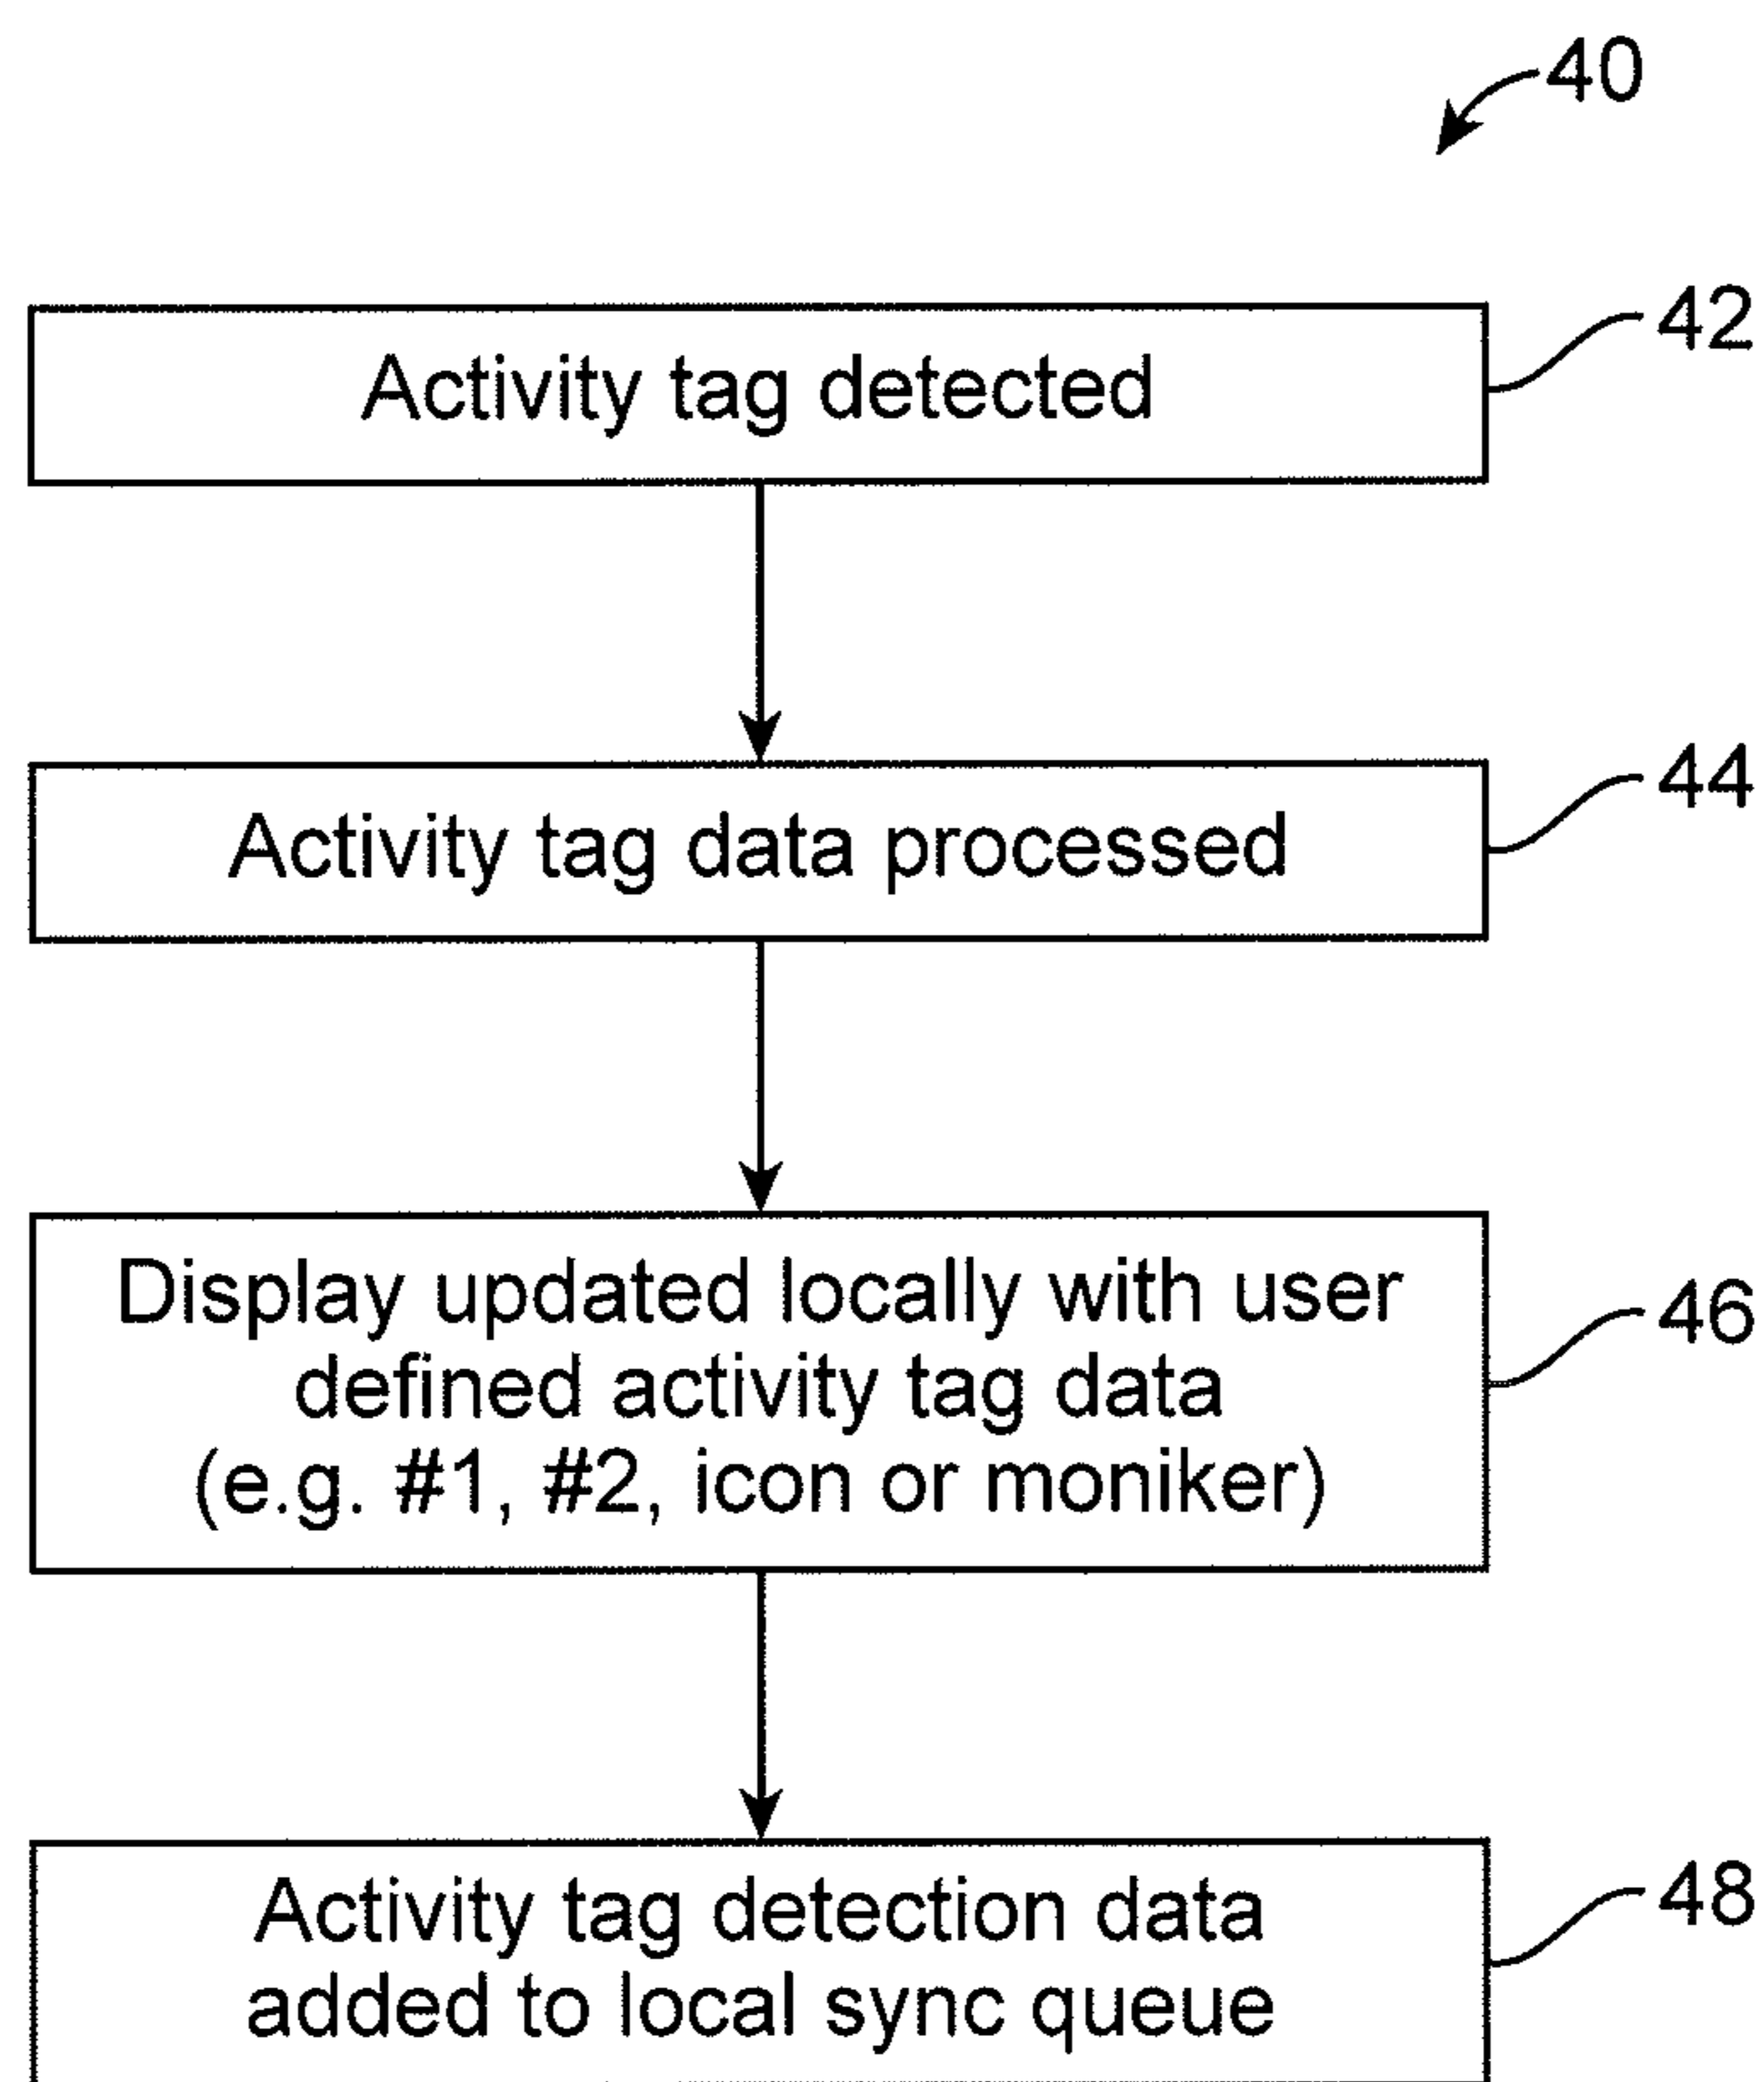 40
Activity tag detected
42
Activity tag data processed
44
Display updated locally with user
defined activity tag data
(e.g. #1, #2, icon or moniker)
46
Activity tag detection data
added to local sync queue
48